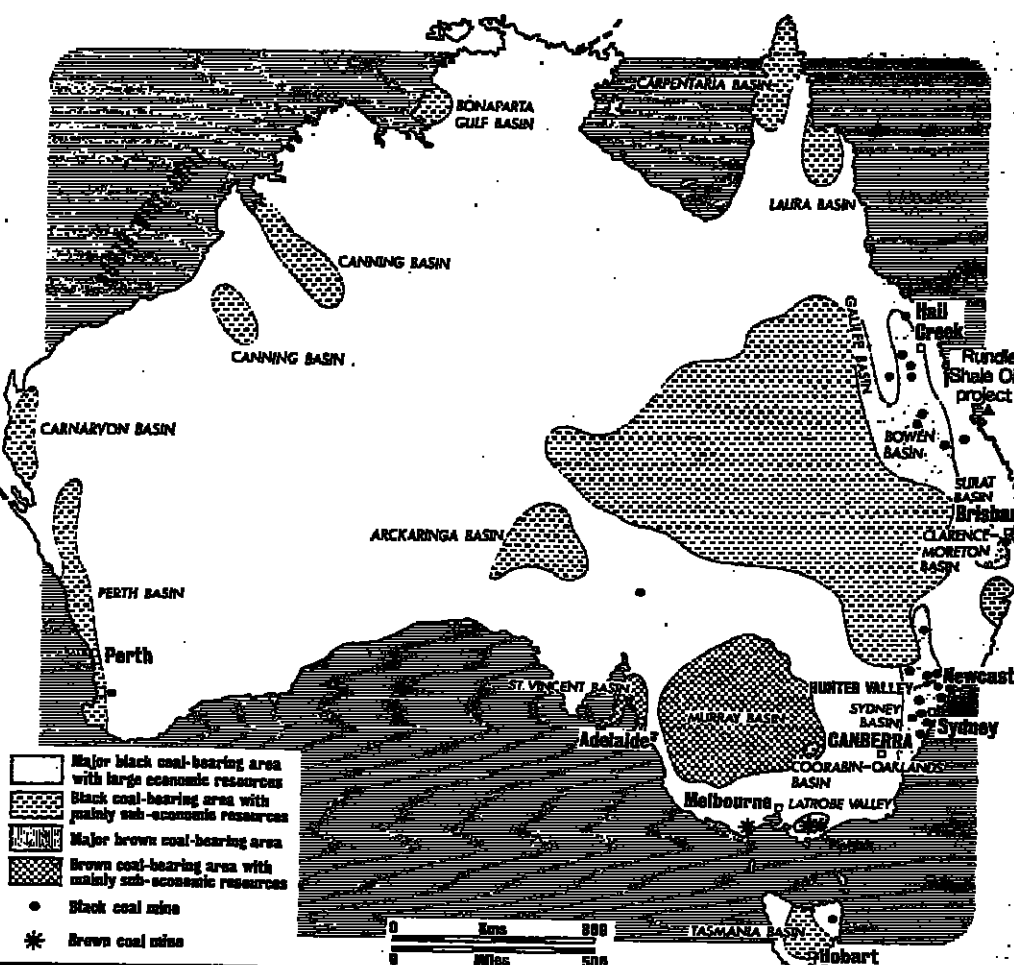 CARPENTARIA BASIN
BONAPARTA
GULF BASIN
LAURA BASIN
CANNING BASIN
CANNING BASIN
GALILEE BASIN
Hail
Creek
Rundle
Shale Oi
project
CARNARVON BASIN
BOWEN
BASIN
SURAT
BASIN
Brisban
ARCKARINGA BASIN
CLARENCE-
MORETON
BASIN
PERTH BASIN
Perth
ST. VINCENT BASIN
Adelaide
MURRAY BASIN
HUNTER VALLEY
Newcast
SYDNEY
BASIN
Sydney
CANBERRA
COORABIN-OAKLANDS
BASIN
Melbourne
LATROBE VALLEY
Major black coal-bearing area
with large economic resources
Black coal-bearing area with
mainly sub-economic resources
Major brown coal-bearing area
Brown coal-bearing area with
mainly sub-economic resources
Black coal mine
Brown coal mine
0 Kms 800
0 Miles 500
TASMANIA BASIN
Hobart